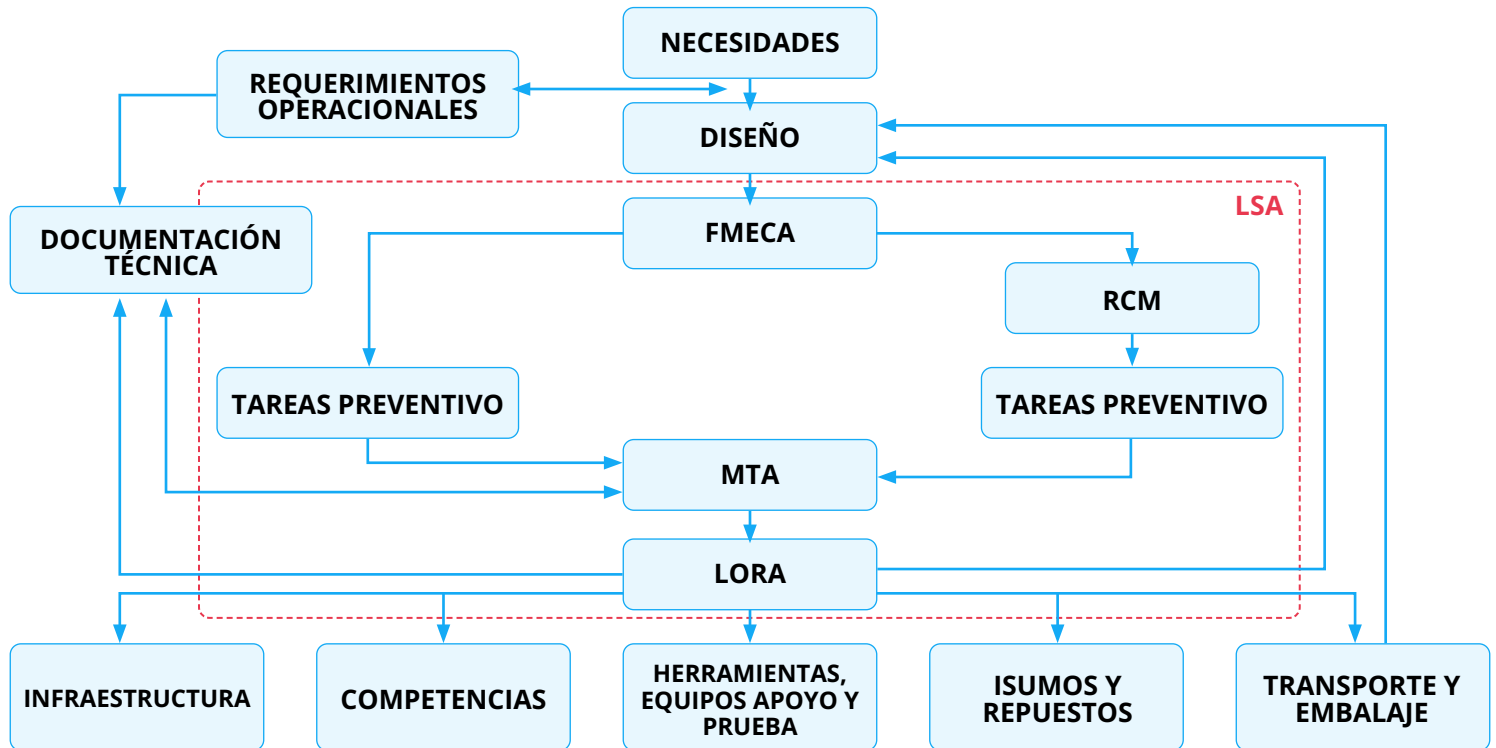 NECESIDADES
REQUERIMIENTOS
OPERACIONALES
DISEÑO
LSA
DOCUMENTACIÓN
TÉCNICA
FMECA
RCM
TAREAS PREVENTIVO
TAREAS PREVENTIVO
MTA
LORA
INFRAESTRUCTURA
COMPETENCIAS
HERRAMIENTAS,
EQUIPOS APOYO Y
PRUEBA
ISUMOS Y
REPUESTOS
TRANSPORTE Y
EMBALAJE